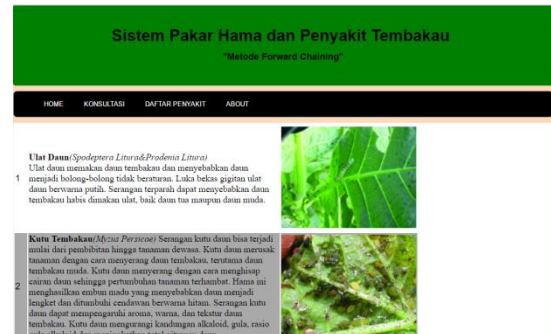 Sistem Pakar Hama dan Penyakit Tembakau
"Metode Forward Chaining"
HOME KONSULTASI DAFTAR PENYAKIT ABOUT
1
Ulat Daun(Spodeptera Litura&Prodenia Litura)
Ulat daun memakan daun tembakau dan menyebabkan daun
menjadi bolong-bolong tidak beraturan. Luka bekas gigitan ulat
daun berwarna putih. Serangan terparah dapat menyebabkan daun
tembakau habis dimakan ulat, baik daun tua maupun daun muda.
2
Kutu Tembakau(Myzus Persicae) Serangan kutu daun bisa terjadi
mulai dari pembibitan hingga tanaman dewasa. Kutu daun merusak
tanaman dengan cara menyerang daun tembakau, terutama daun
tembakau muda. Kutu daun menyerang dengan cara menghisap
cairan daun sehingga pertumbuhan tanaman terhambat. Hama ini
menghasilkan embun madu yang menyebabkan daun menjadi
lengket dan ditumbuhi cendawan berwarna hitam. Serangan kutu
daun dapat mempengaruhi aroma, warna, dan tekstur daun
tembakau. Kutu daun mengurangi kandungan alkaloid, gula, rasio